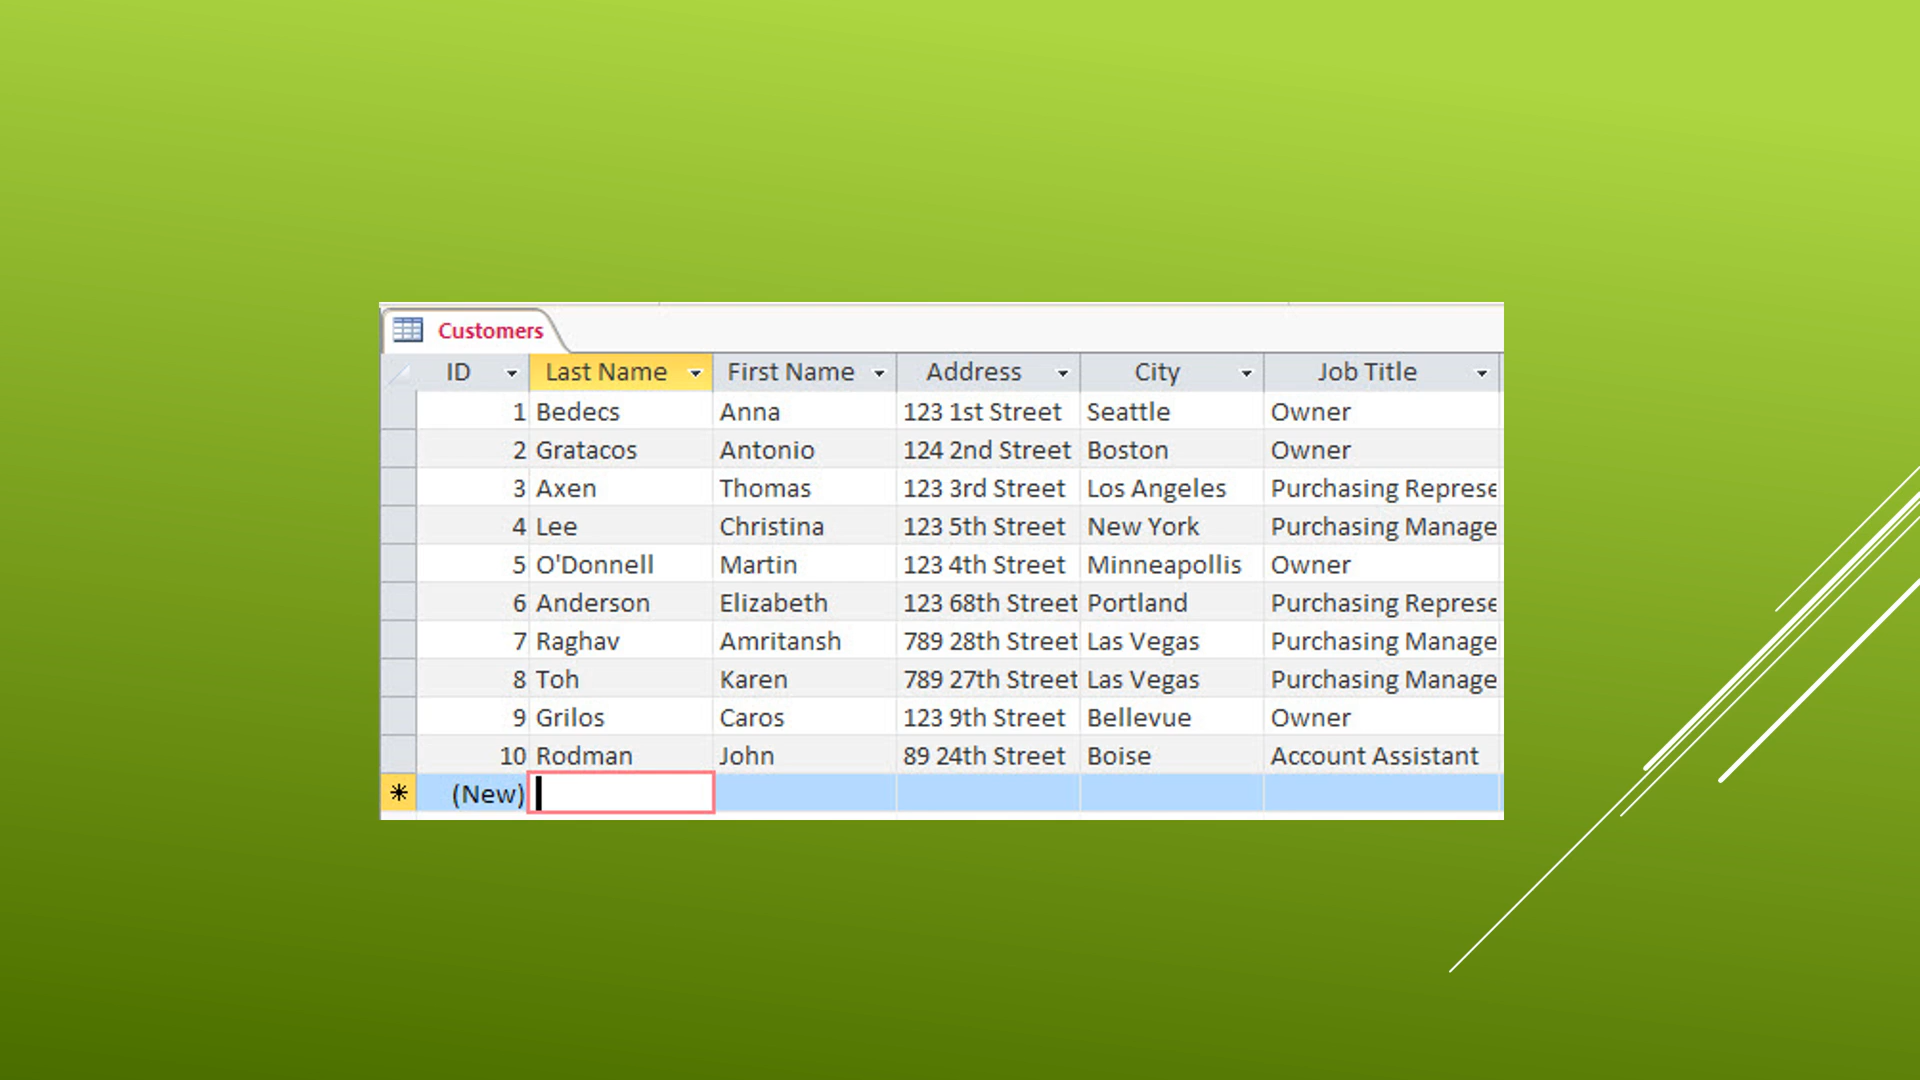 Customers
ID Last Name First Name Address City Job Title
1 Bedecs Anna 123 1st Street Seattle Owner
2 Gratacos Antonio 124 2nd Street Boston Owner
3 Axen Thomas 123 3rd Street Los Angeles Purchasing Represe
4 Lee Christina 123 5th Street New York Purchasing Manage
5 O'Donnell Martin 123 4th Street Minneapollis Owner
6 Anderson Elizabeth 123 68th Street Portland Purchasing Represe
7 Raghav Amritansh 789 28th Street Las Vegas Purchasing Manage
8 Toh Karen 789 27th Street Las Vegas Purchasing Manage
9 Grilos Caros 123 9th Street Bellevue Owner
10 Rodman John 89 24th Street Boise Account Assistant
* (New)